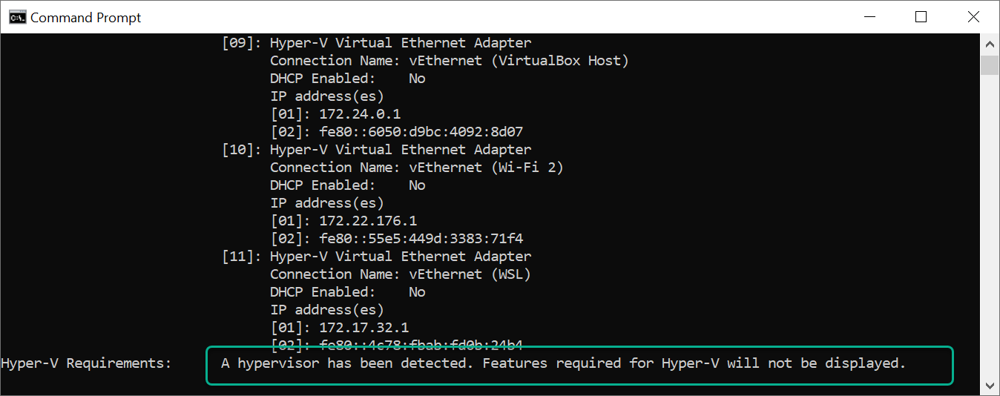 Command Prompt
[09]: Hyper-V Virtual Ethernet Adapter
Connection Name: vEthernet (VirtualBox Host)
DHCP Enabled:    No
IP address(es)
[01]: 172.24.0.1
[02]: fe80::6050:d9bc:4092:8d07
[10]: Hyper-V Virtual Ethernet Adapter
Connection Name: vEthernet (Wi-Fi 2)
DHCP Enabled:    No
IP address(es)
[01]: 172.22.176.1
[02]: fe80::55e5:449d:3383:71f4
[11]: Hyper-V Virtual Ethernet Adapter
Connection Name: vEthernet (WSL)
DHCP Enabled:    No
IP address(es)
[01]: 172.17.32.1
[02]: fe80::4c78:fbab:fd0b:24b4
Hyper-V Requirements:      A hypervisor has been detected. Features required for Hyper-V will not be displayed.